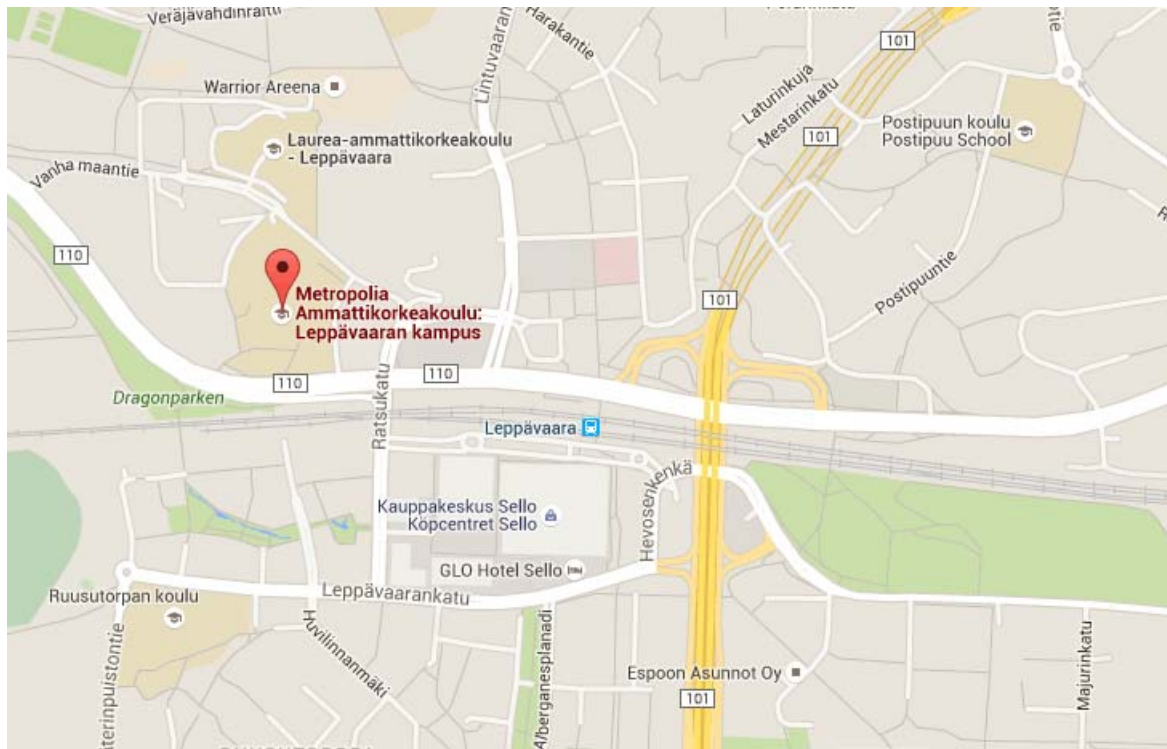 Veräjävahdinraitti
Lintuvaaran
Harakantie
101
Warrior Areena
Laturinkuja
Mestarinkatu
101
Postipuun koulu
Postipuu School
Laurea-ammattikorkeakoulu
- Leppävaara
Vanha maantie
110
Postipuuntie
101
Metropolia
Ammattikorkeakoulu:
Leppävaaran kampus
110
110
Dragonparken
Ratsukatu
Leppävaara
Hevosenkenkä
Kauppakeskus Sello
Köpcentret Sello
GLO Hotel Sello
Leppävaarankatu
Ruusutorpan koulu
Huvilinnanmäki
Alberganesplanadi
Espoon Asunnot Oy
101
Majurinkatu